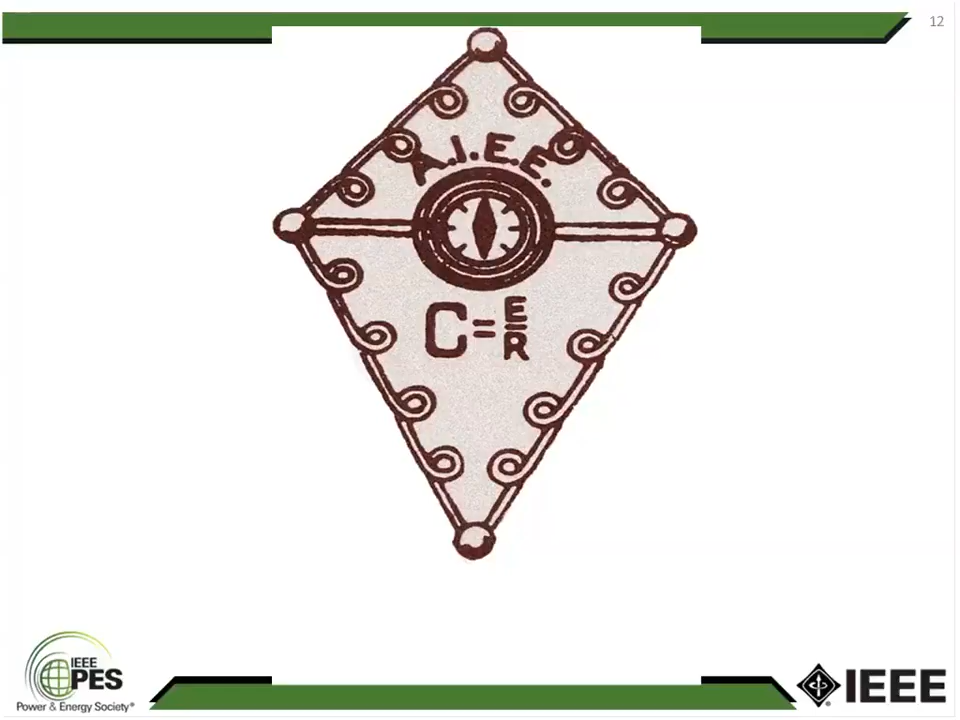 12
A.I.E.E.
C=E/R
IEEE
PES
Power & Energy Society®
IEEE